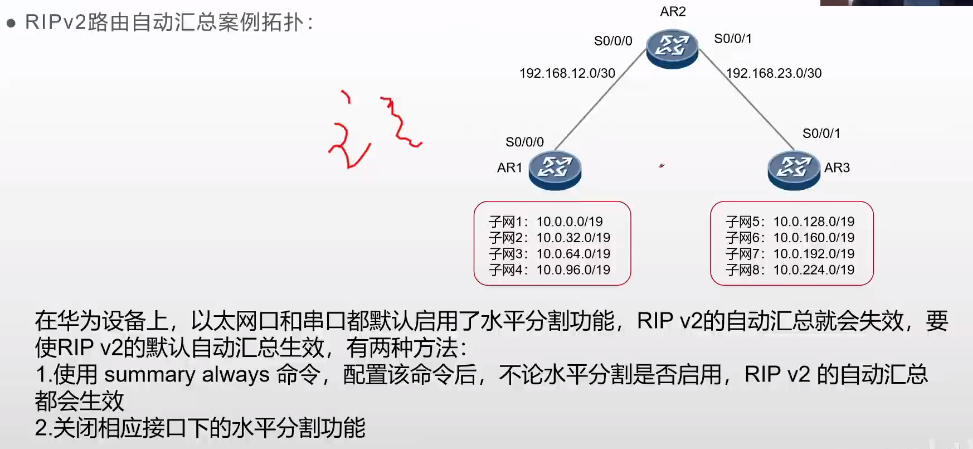 ● RIPv2路由自动汇总案例拓扑：
AR2
S0/0/0
S0/0/1
192.168.12.0/30
192.168.23.0/30
S0/0/0
S0/0/1
AR1
AR3
子网1：10.0.0.0/19
子网2：10.0.32.0/19
子网3：10.0.64.0/19
子网4：10.0.96.0/19
子网5：10.0.128.0/19
子网6：10.0.160.0/19
子网7：10.0.192.0/19
子网8：10.0.224.0/19
在华为设备上，以太网口和串口都默认启用了水平分割功能，RIP v2的自动汇总就会失效，要
使RIP v2的默认自动汇总生效，有两种方法：
1.使用 summary always 命令，配置该命令后，不论水平分割是否启用，RIP v2 的自动汇总
都会生效
2.关闭相应接口下的水平分割功能